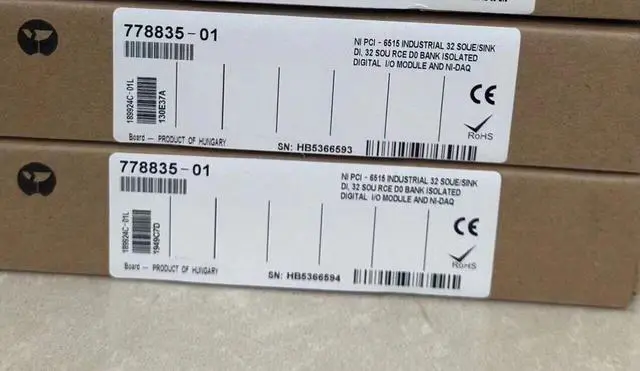 778835-01
NI PCI - 6515 INDUSTRIAL 32 SOUE/SINK
DI, 32 SOU RCE D0 BANK ISOLATED
DIGITAL I/O MODULE AND NI-DAQ
189924C-01L
130E37A
CE
RoHS
Board — PRODUCT OF HUNGARY
SN: HB5366593
778835-01
NI PCI - 6515 INDUSTRIAL 32 SOUE/SINK
DI, 32 SOU RCE D0 BANK ISOLATED
DIGITAL I/O MODULE AND NI-DAQ
189924C-01L
1949C7D
CE
RoHS
Board — PRODUCT OF HUNGARY
SN: HB5366594